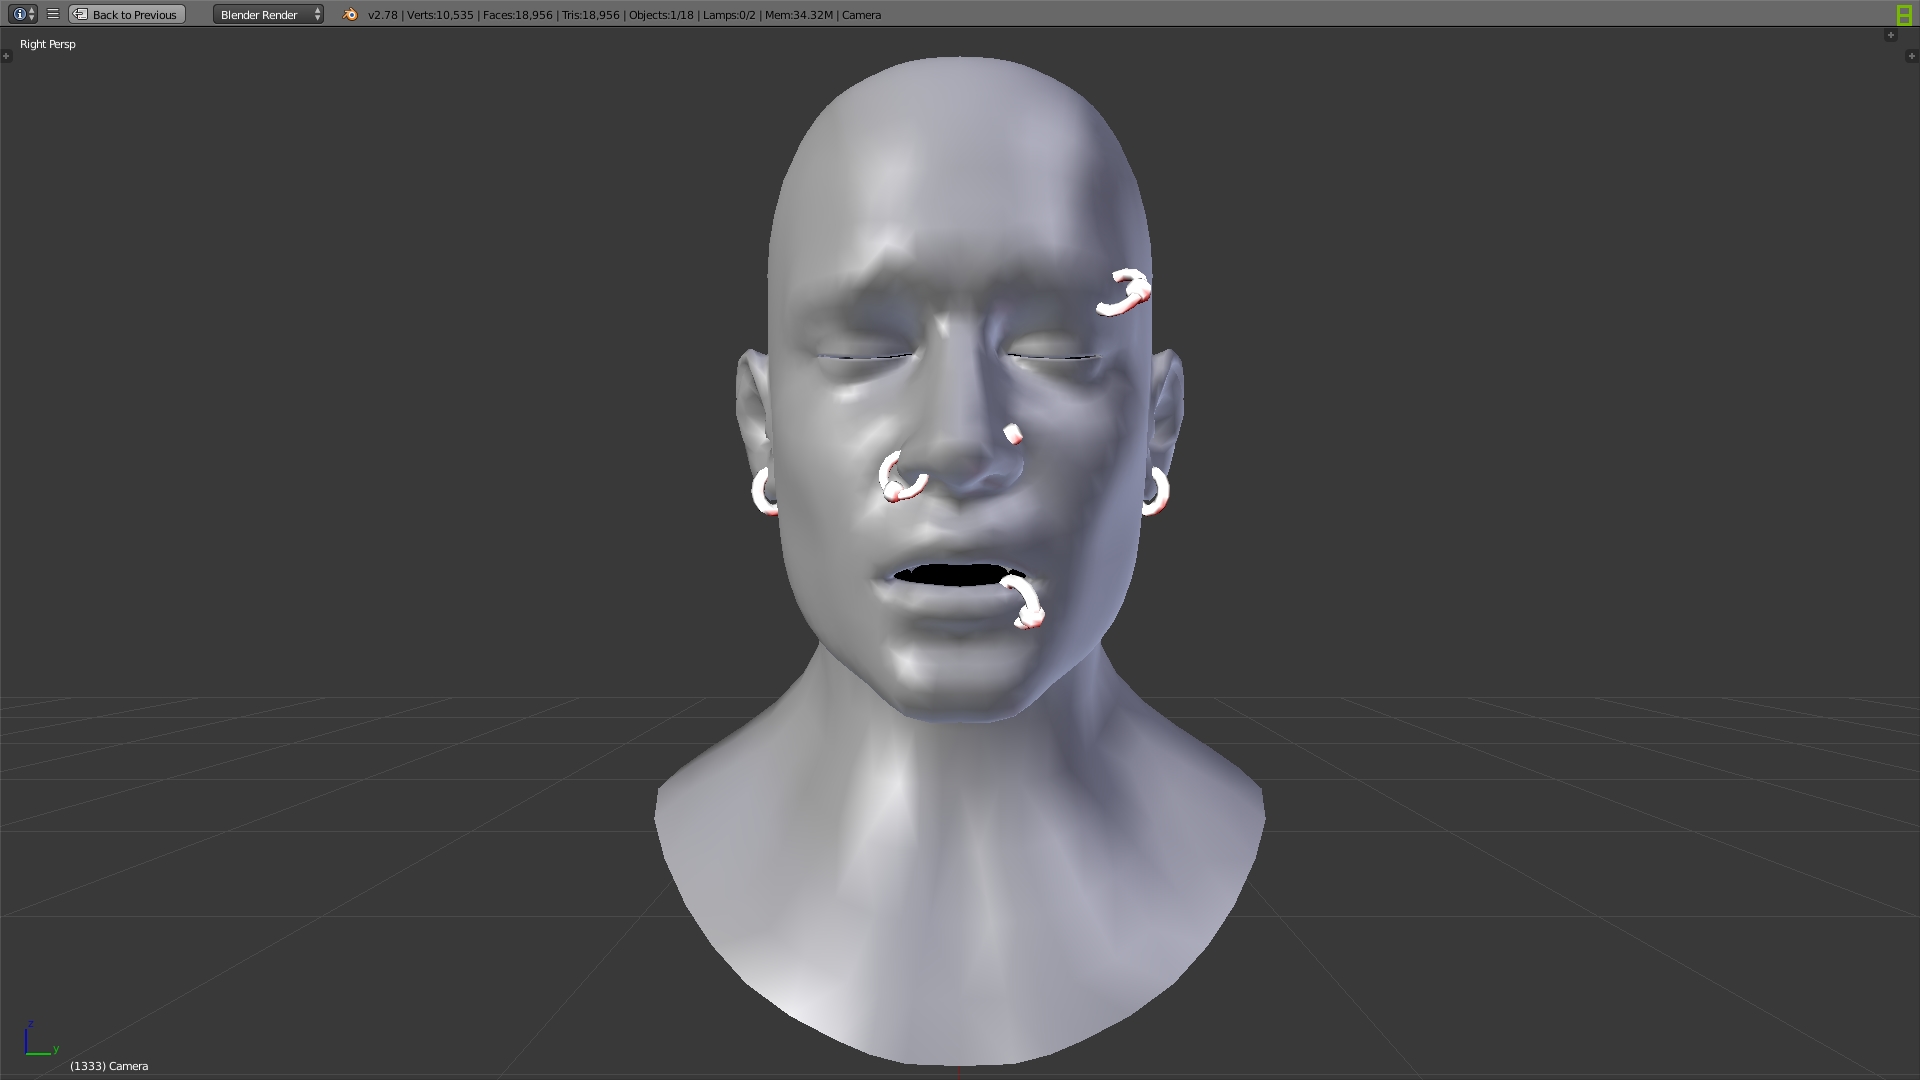 Back to Previous
Blender Render
v2.78 | Verts:10,535 | Faces:18,956 | Tris:18,956 | Objects:1/18 | Lamps:0/2 | Mem:34.32M | Camera
Right Persp
z
y
(1333) Camera